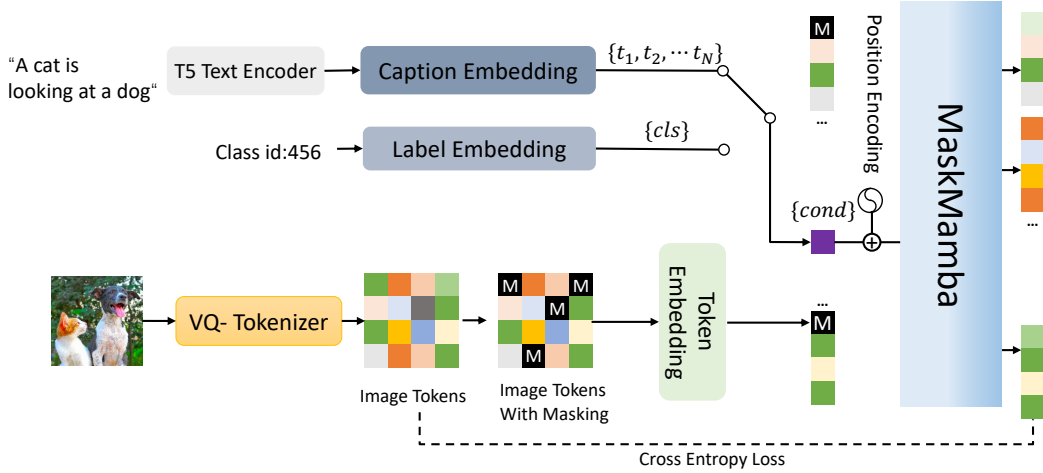 “A cat is
looking at a dog“
T5 Text Encoder
Caption Embedding
{t₁, t₂, ⋯ t_N}
Class id:456
Label Embedding
{cls}
M
...
Position Encoding
{cond}
MaskMamba
...
VQ- Tokenizer
M
M
M
M
Token
Embedding
...
M
Image Tokens
Image Tokens
With Masking
Cross Entropy Loss